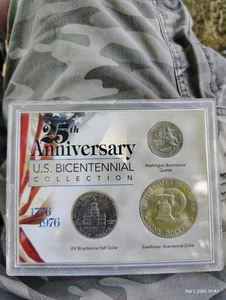 25th
Anniversary
U.S. BICENTENNIAL
COLLECTION
Washington Bicentennial
Quarter
1776
1976
JFK Bicentennial Half Dollar
Eisenhower Bicentennial Dollar